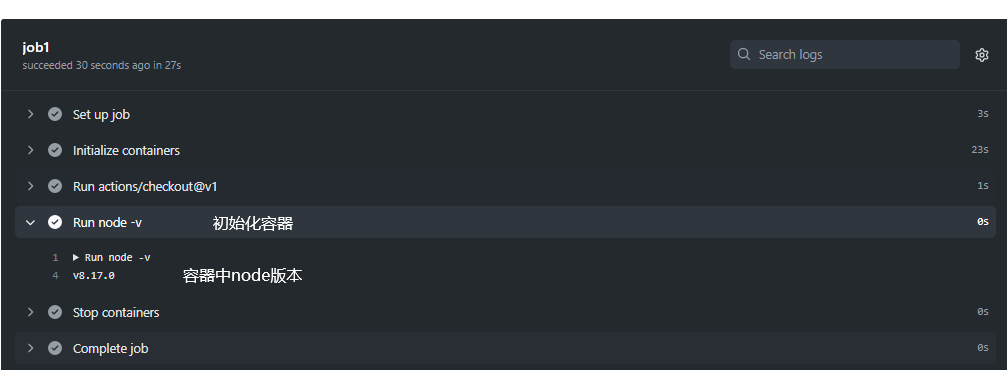 job1
succeeded 30 seconds ago in 27s
Search logs
Set up job 3s
Initialize containers 23s
Run actions/checkout@v1 1s
Run node -v 初始化容器 0s
1 Run node -v
4 v8.17.0 容器中node版本
Stop containers 0s
Complete job 0s